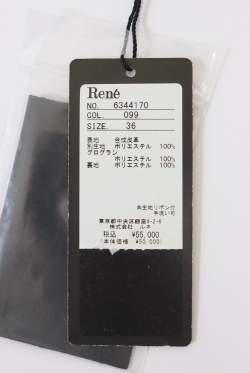 René
NO. 6344170
COL. 099
SIZE. 36
表地 合成皮革
別生地 ポリエステル 100%
グログラン
ポリエステル 100%
裏地 ポリエステル 100%
共生地リボン付
手洗い可
東京都中央区銀座4-2-6
株式会社 ルネ
税込 ¥55,000
(本体価格 ¥50,000)